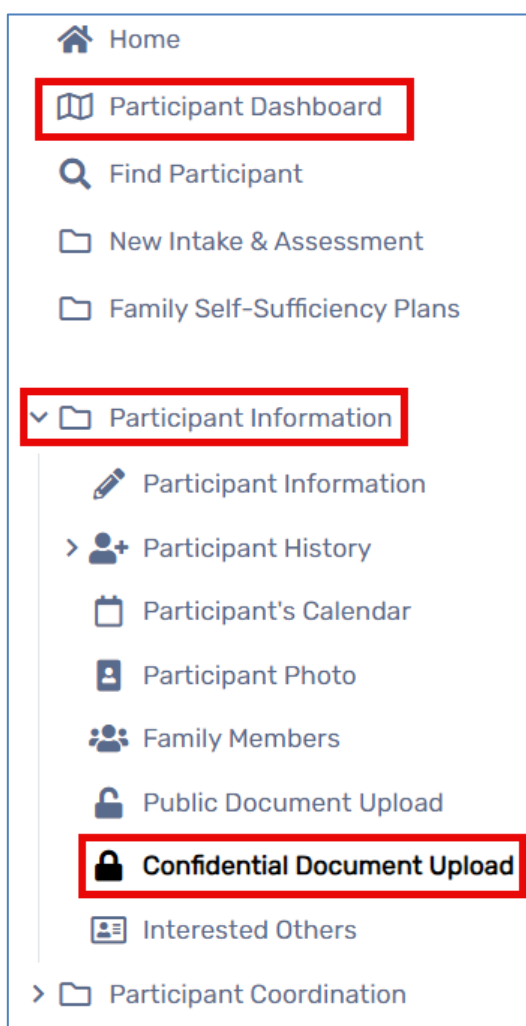 Home
Participant Dashboard
Find Participant
New Intake & Assessment
Family Self-Sufficiency Plans
Participant Information
Participant Information
Participant History
Participant's Calendar
Participant Photo
Family Members
Public Document Upload
Confidential Document Upload
Interested Others
Participant Coordination